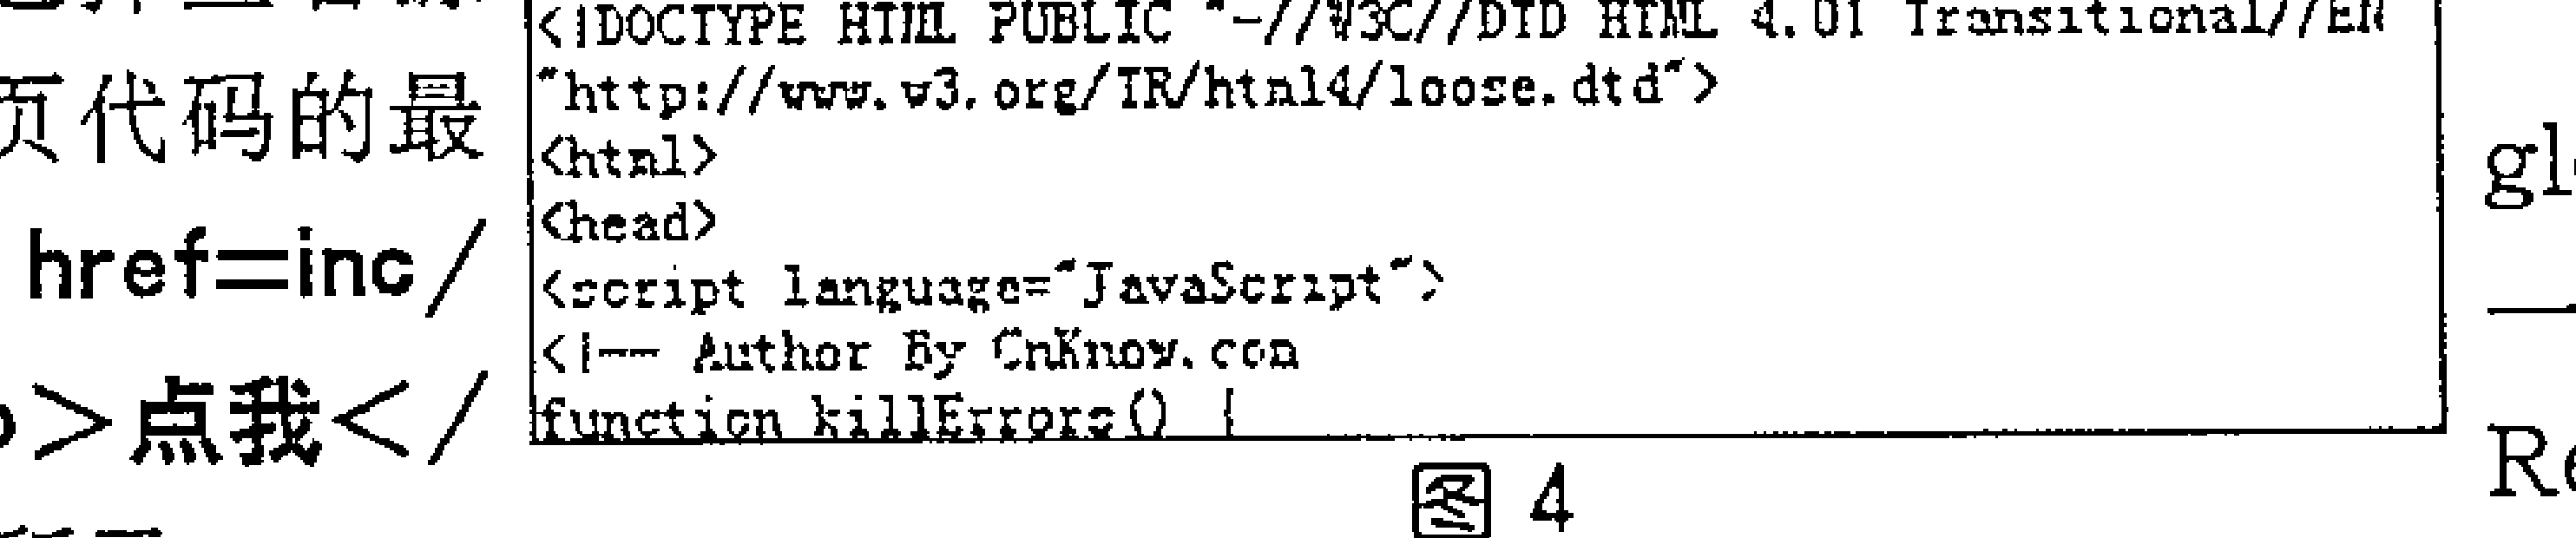 页代码的最
href=inc/
>点我</
<!DOCTYPE HTML PUBLIC "-//W3C//DTD HTML 4.01 Transitional//EN
"http://www.w3.org/TR/html4/loose.dtd">
<html>
<head>
<script language="JavaScript">
<!-- Author By CnKnow.com
function killErrors() {
图 4